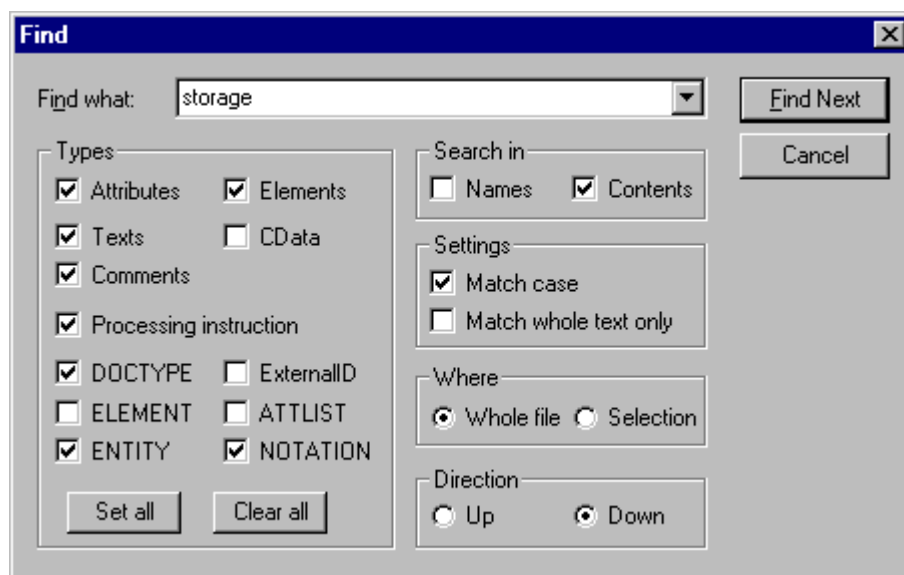 Find
Find what: storage
Find Next
Cancel
Types
Attributes Elements
Texts CData
Comments
Processing instruction
DOCTYPE ExternalID
ELEMENT ATTLIST
ENTITY NOTATION
Set all Clear all
Search in
Names Contents
Settings
Match case
Match whole text only
Where
Whole file Selection
Direction
Up Down